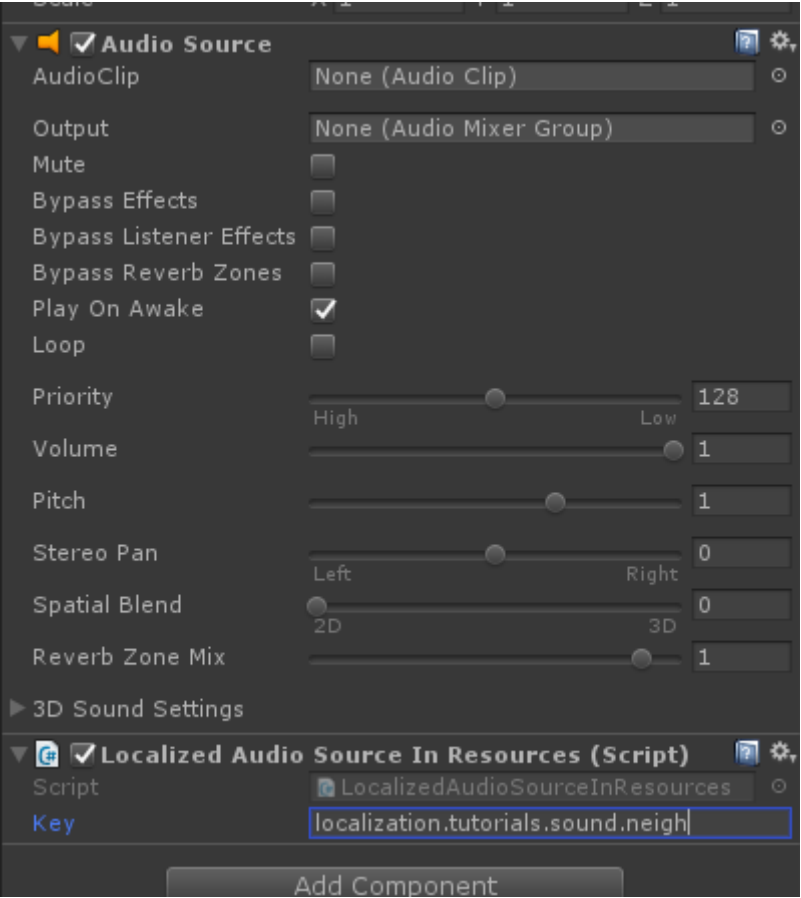 Audio Source
AudioClip None (Audio Clip)
Output None (Audio Mixer Group)
Mute
Bypass Effects
Bypass Listener Effects
Bypass Reverb Zones
Play On Awake
Loop
Priority 128
High Low
Volume 1
Pitch 1
Stereo Pan 0
Left Right
Spatial Blend 0
2D 3D
Reverb Zone Mix 1
3D Sound Settings
Localized Audio Source In Resources (Script)
Script LocalizedAudioSourceInResources
Key localization.tutorials.sound.neigh
Add Component